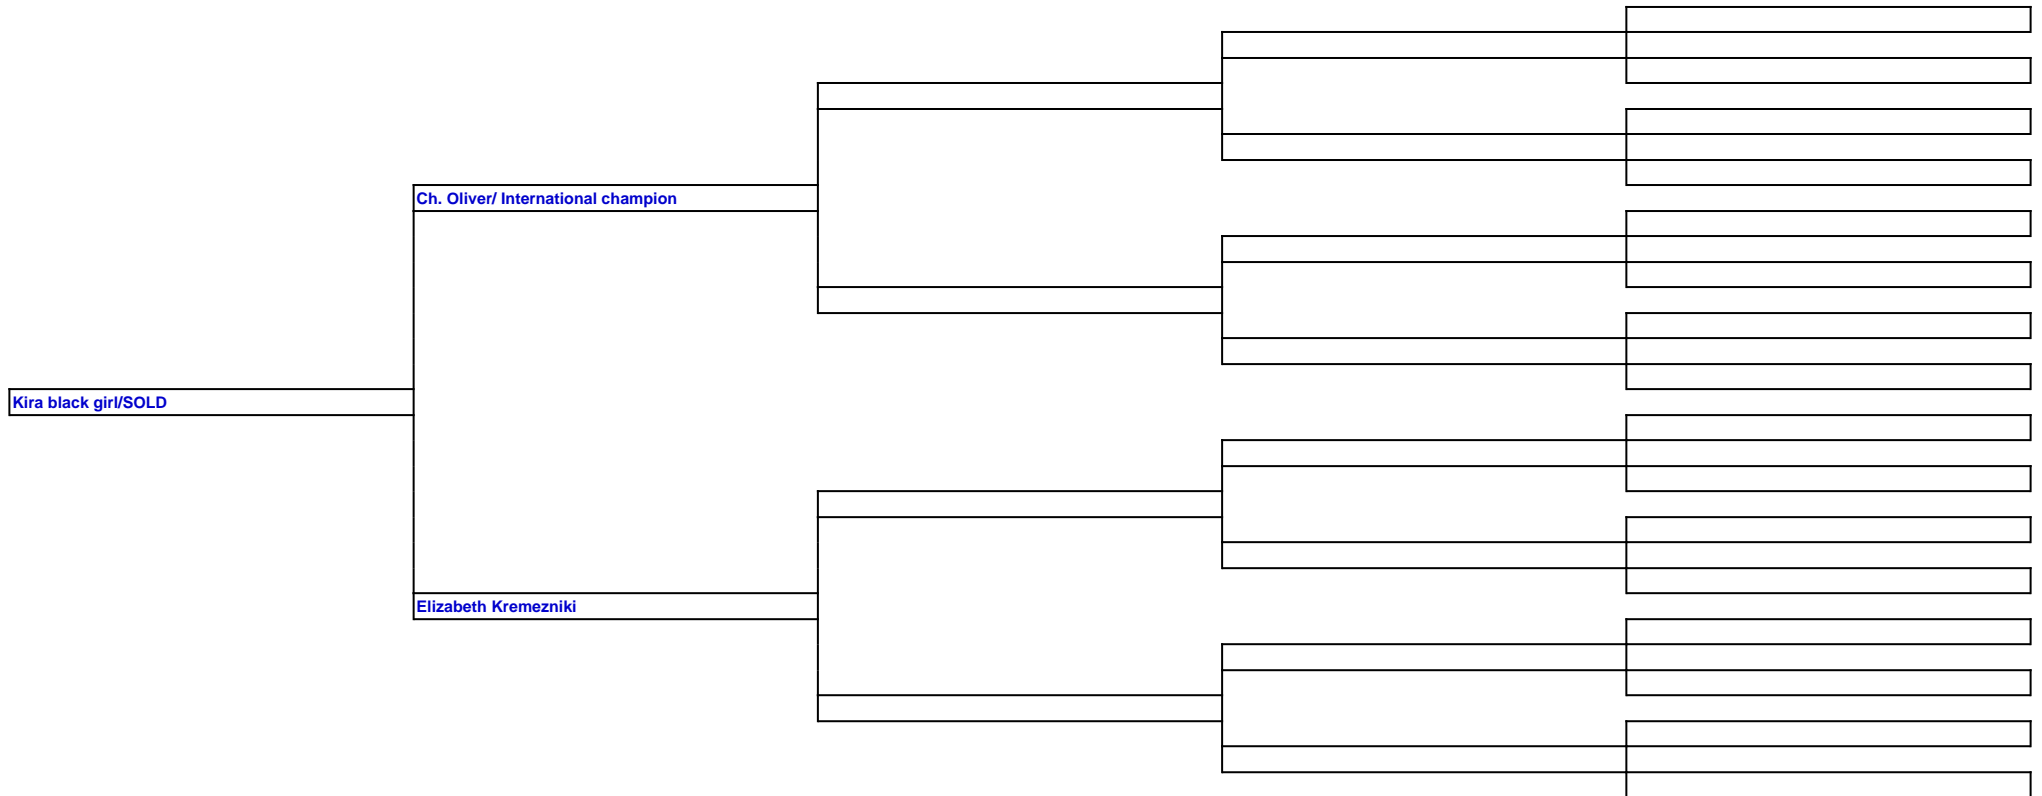 Ch. Oliver/ International champion
Kira black girl/SOLD
Elizabeth Kremezniki